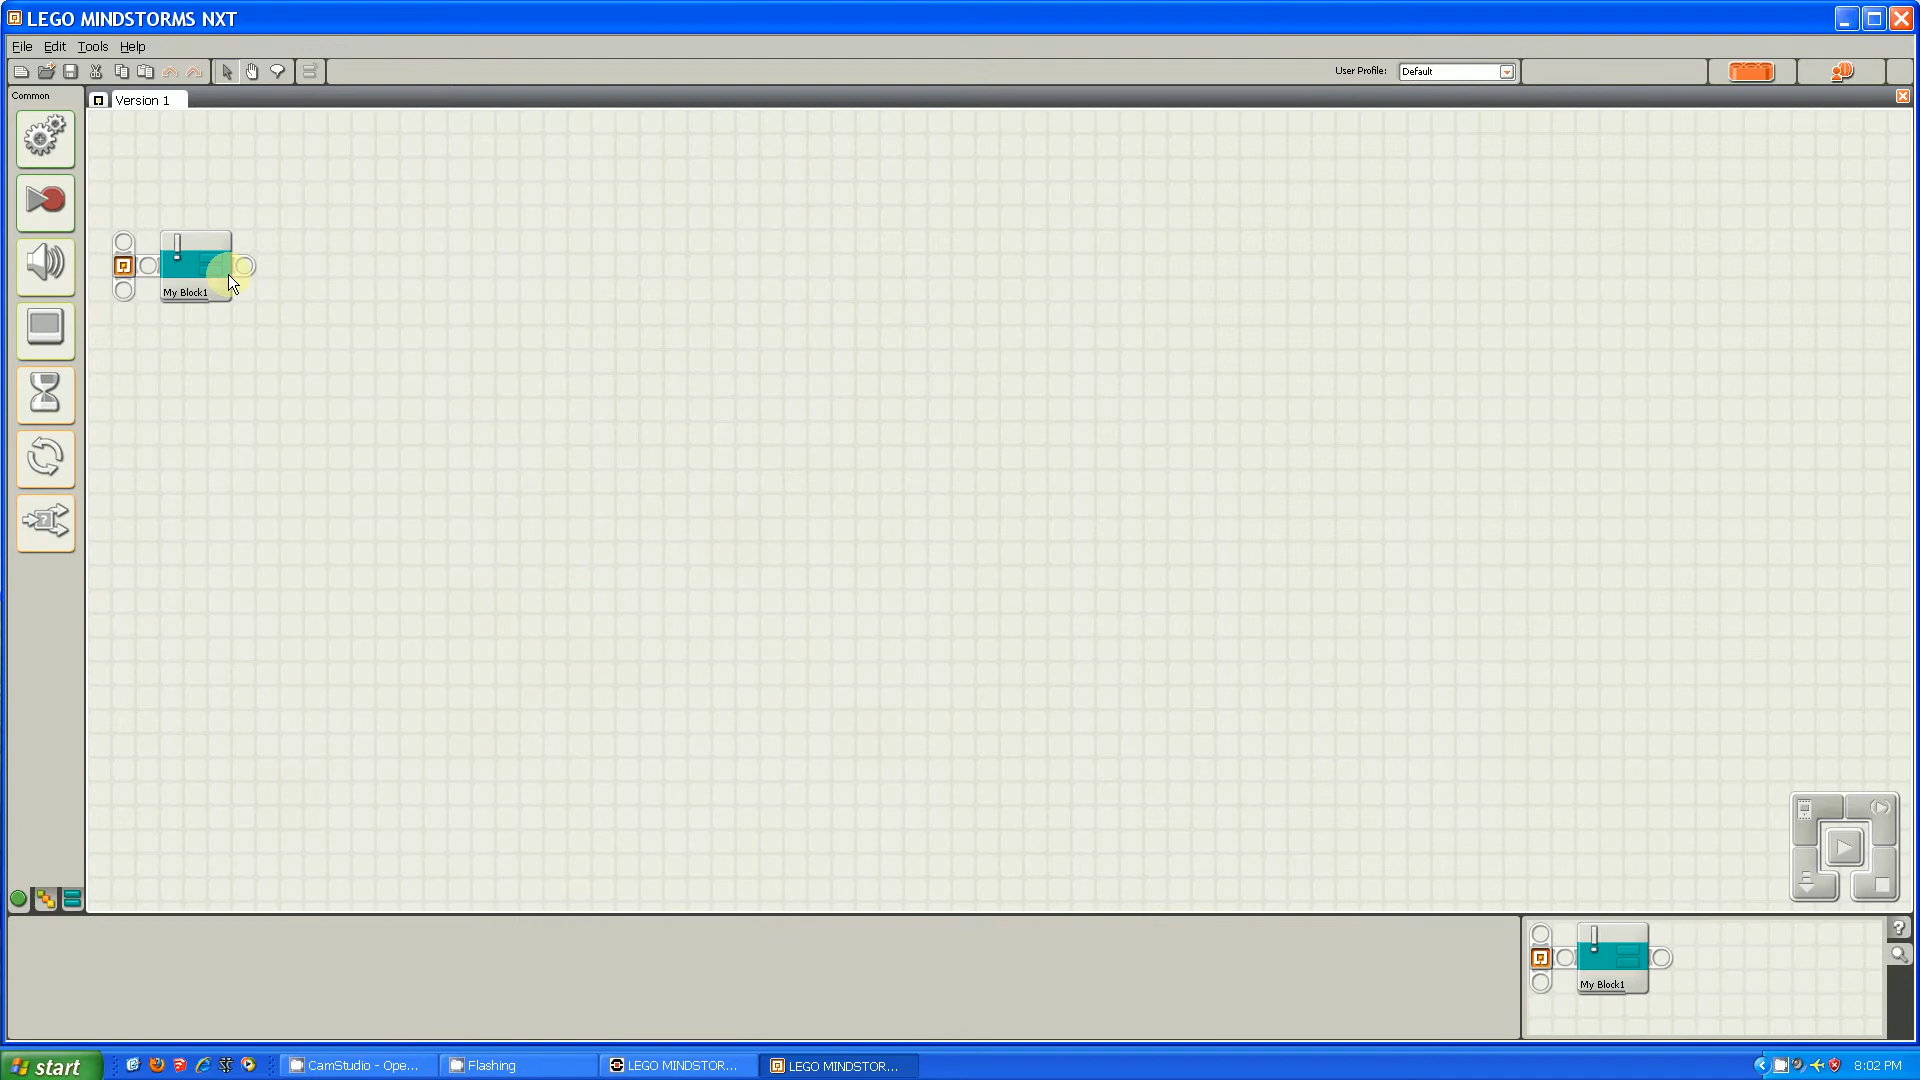 LEGO MINDSTORMS NXT
File Edit Tools Help
User Profile: Default
Common
Version 1
My Block1
My Block1
?
start
CamStudio - Ope...
Flashing
LEGO MINDSTOR...
LEGO MINDSTOR...
8:02 PM